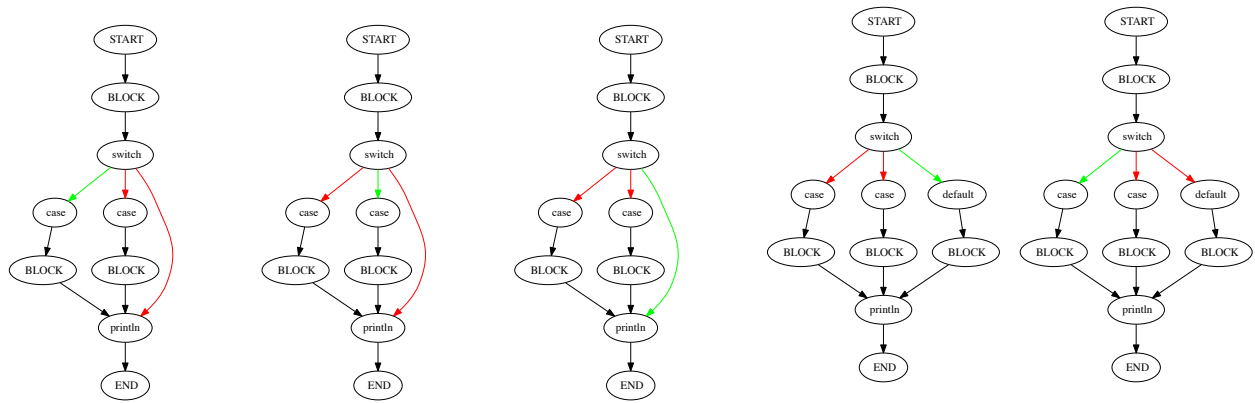 START
BLOCK
switch
case case
BLOCK BLOCK
println
END
START
BLOCK
switch
case case
BLOCK BLOCK
println
END
START
BLOCK
switch
case case
BLOCK BLOCK
println
END
START
BLOCK
switch
case case default
BLOCK BLOCK BLOCK
println
END
START
BLOCK
switch
case case default
BLOCK BLOCK BLOCK
println
END